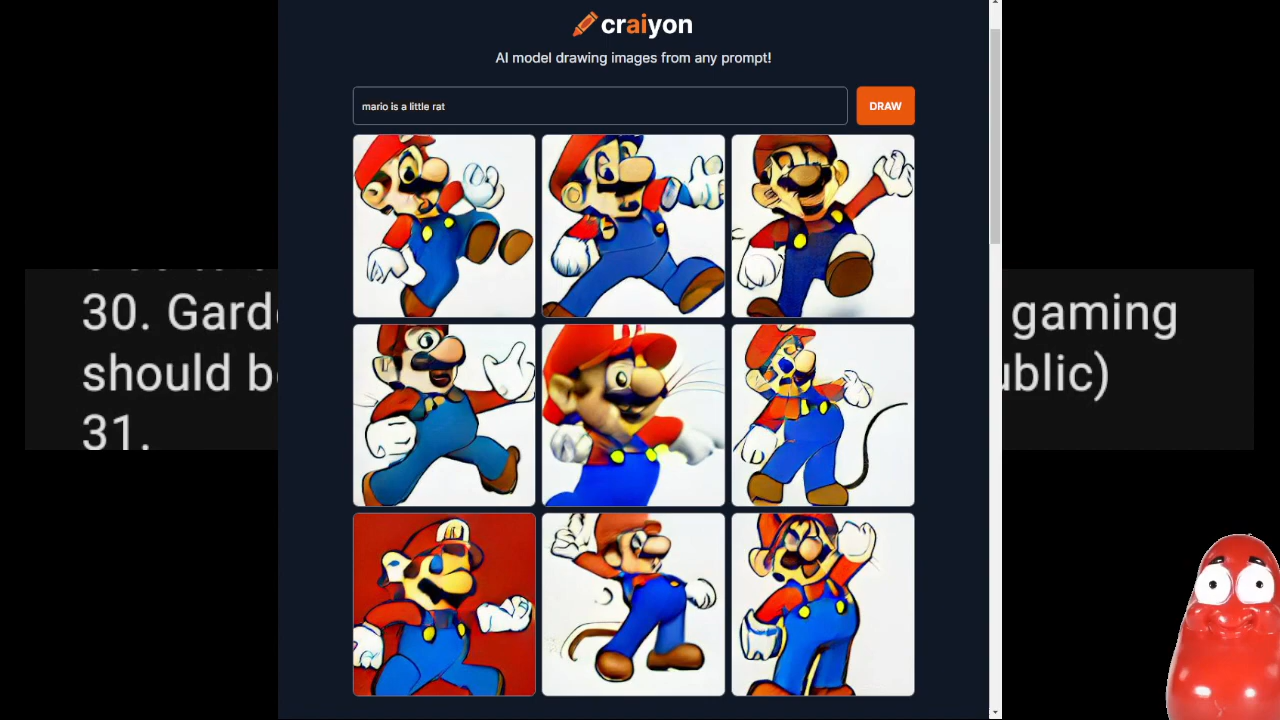 craiyon
AI model drawing images from any prompt!
mario is a little rat
DRAW
30. Gard
gaming
should b
ublic)
31.